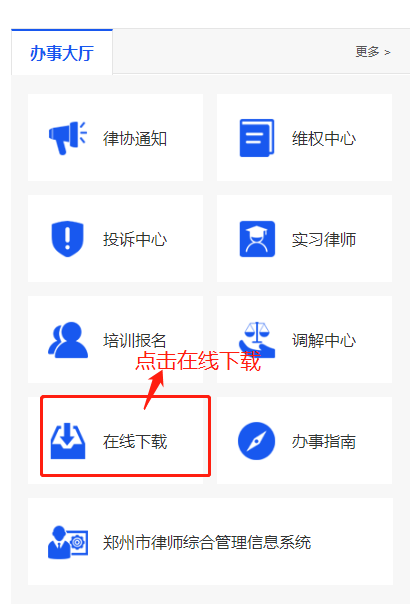 办事大厅
更多 >
律协通知
维权中心
投诉中心
实习律师
培训报名
调解中心
点击在线下载
在线下载
办事指南
郑州市律师综合管理信息系统